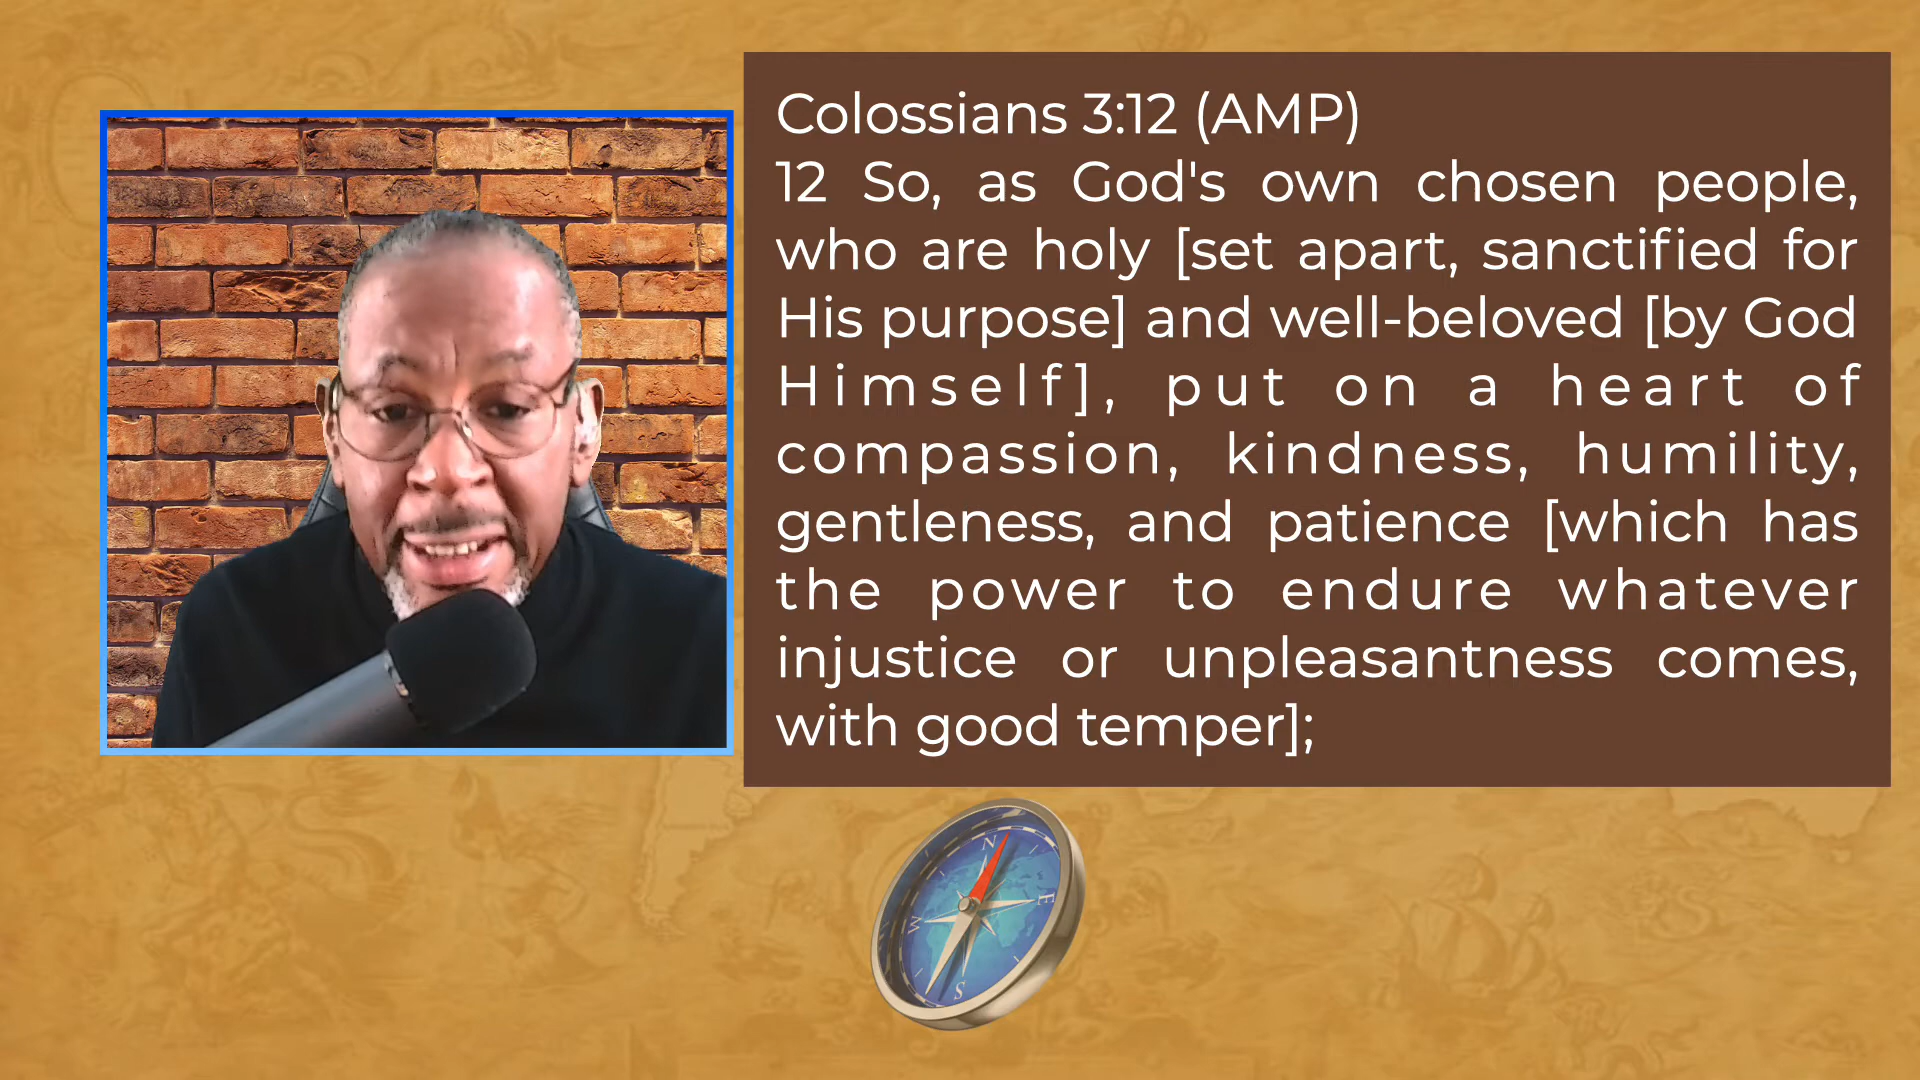 Colossians 3:12 (AMP)
12 So, as God's own chosen people,
who are holy [set apart, sanctified for
His purpose] and well-beloved [by God
Himself], put on a heart of
compassion, kindness, humility,
gentleness, and patience [which has
the power to endure whatever
injustice or unpleasantness comes,
with good temper];
N
E
W
S